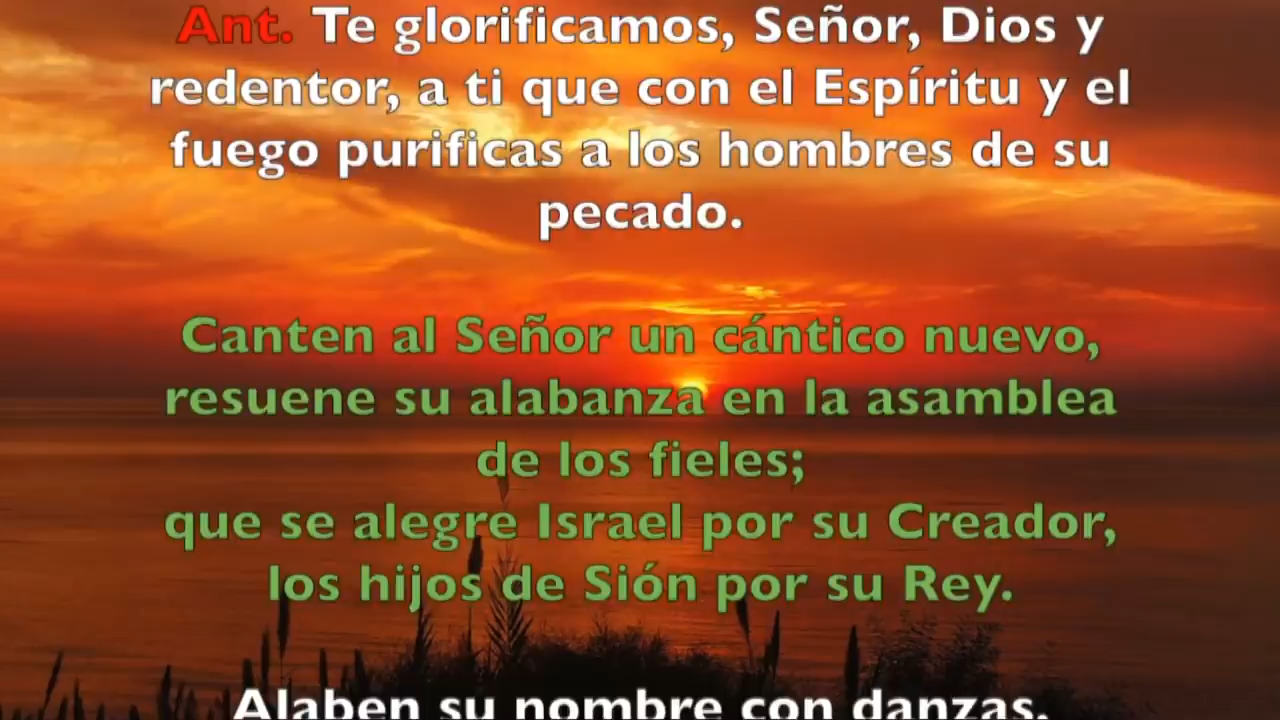 Ant. Te glorificamos, Señor, Dios y
redentor, a ti que con el Espíritu y el
fuego purificas a los hombres de su
pecado.
Canten al Señor un cántico nuevo,
resuene su alabanza en la asamblea
de los fieles;
que se alegre Israel por su Creador,
los hijos de Sión por su Rey.
Alaben su nombre con danzas,